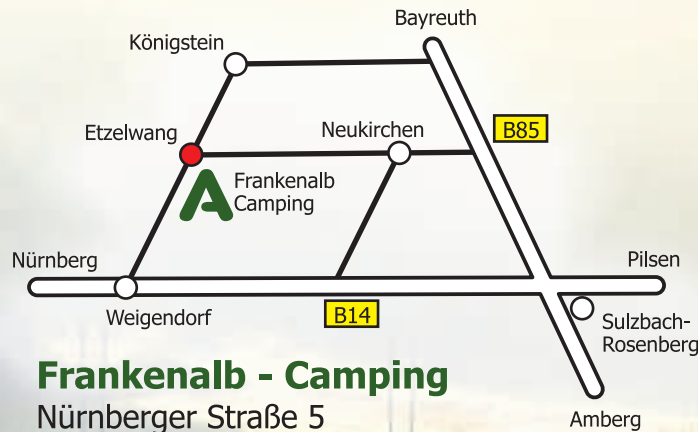 Bayreuth
Königstein
Etzelwang
Neukirchen
B85
Frankenalb
Camping
Nürnberg
Pilsen
Weigendorf
B14
Sulzbach-
Rosenberg
Frankenalb - Camping
Nürnberger Straße 5
Amberg